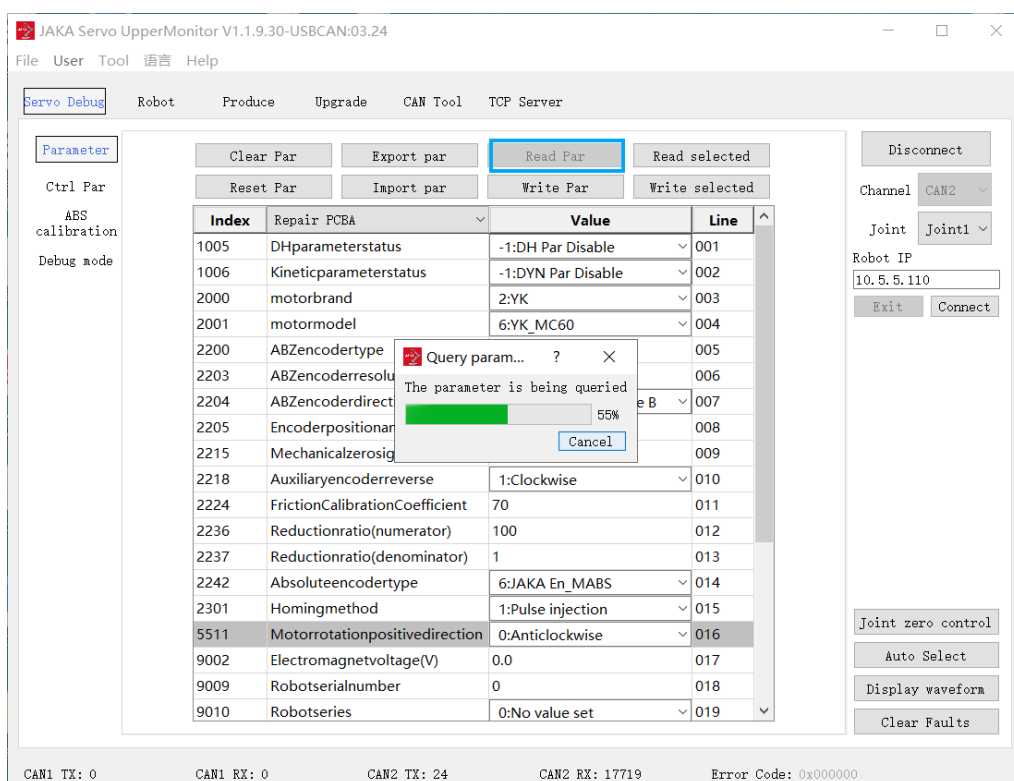 JAKA Servo UpperMonitor V1.1.9.30-USBCAN:03.24
File User Tool 语言 Help
Servo Debug Robot Produce Upgrade CAN Tool TCP Server
Parameter
Ctrl Par
ABS
calibration
Debug mode
Clear Par Export par Read Par Read selected
Reset Par Import par Write Par Write selected
Index Repair PCBA Value Line
1005 DHparameterstatus -1:DH Par Disable 001
1006 Kineticparameterstatus -1:DYN Par Disable 002
2000 motorbrand 2:YK 003
2001 motormodel 6:YK_MC60 004
2200 ABZencodertype 005
2203 ABZencoderresolu 006
2204 ABZencoderdirecti e B 007
2205 Encoderpositionar 008
2215 Mechanicalzerosig 009
2218 Auxiliaryencoderreverse 1:Clockwise 010
2224 FrictionCalibrationCoefficient 70 011
2236 Reductionratio(numerator) 100 012
2237 Reductionratio(denominator) 1 013
2242 Absoluteencodertype 6:JAKA En_MABS 014
2301 Homingmethod 1:Pulse injection 015
5511 Motorrotationpositivedirection 0:Anticlockwise 016
9002 Electromagnetvoltage(V) 0.0 017
9009 Robotserialnumber 0 018
9010 Robotseries 0:No value set 019
Query param... ?
The parameter is being queried
55%
Cancel
Disconnect
Channel CAN2
Joint Joint1
Robot IP
10.5.5.110
Exit Connect
Joint zero control
Auto Select
Display waveform
Clear Faults
CAN1 TX: 0 CAN1 RX: 0 CAN2 TX: 24 CAN2 RX: 17719 Error Code: 0x000000